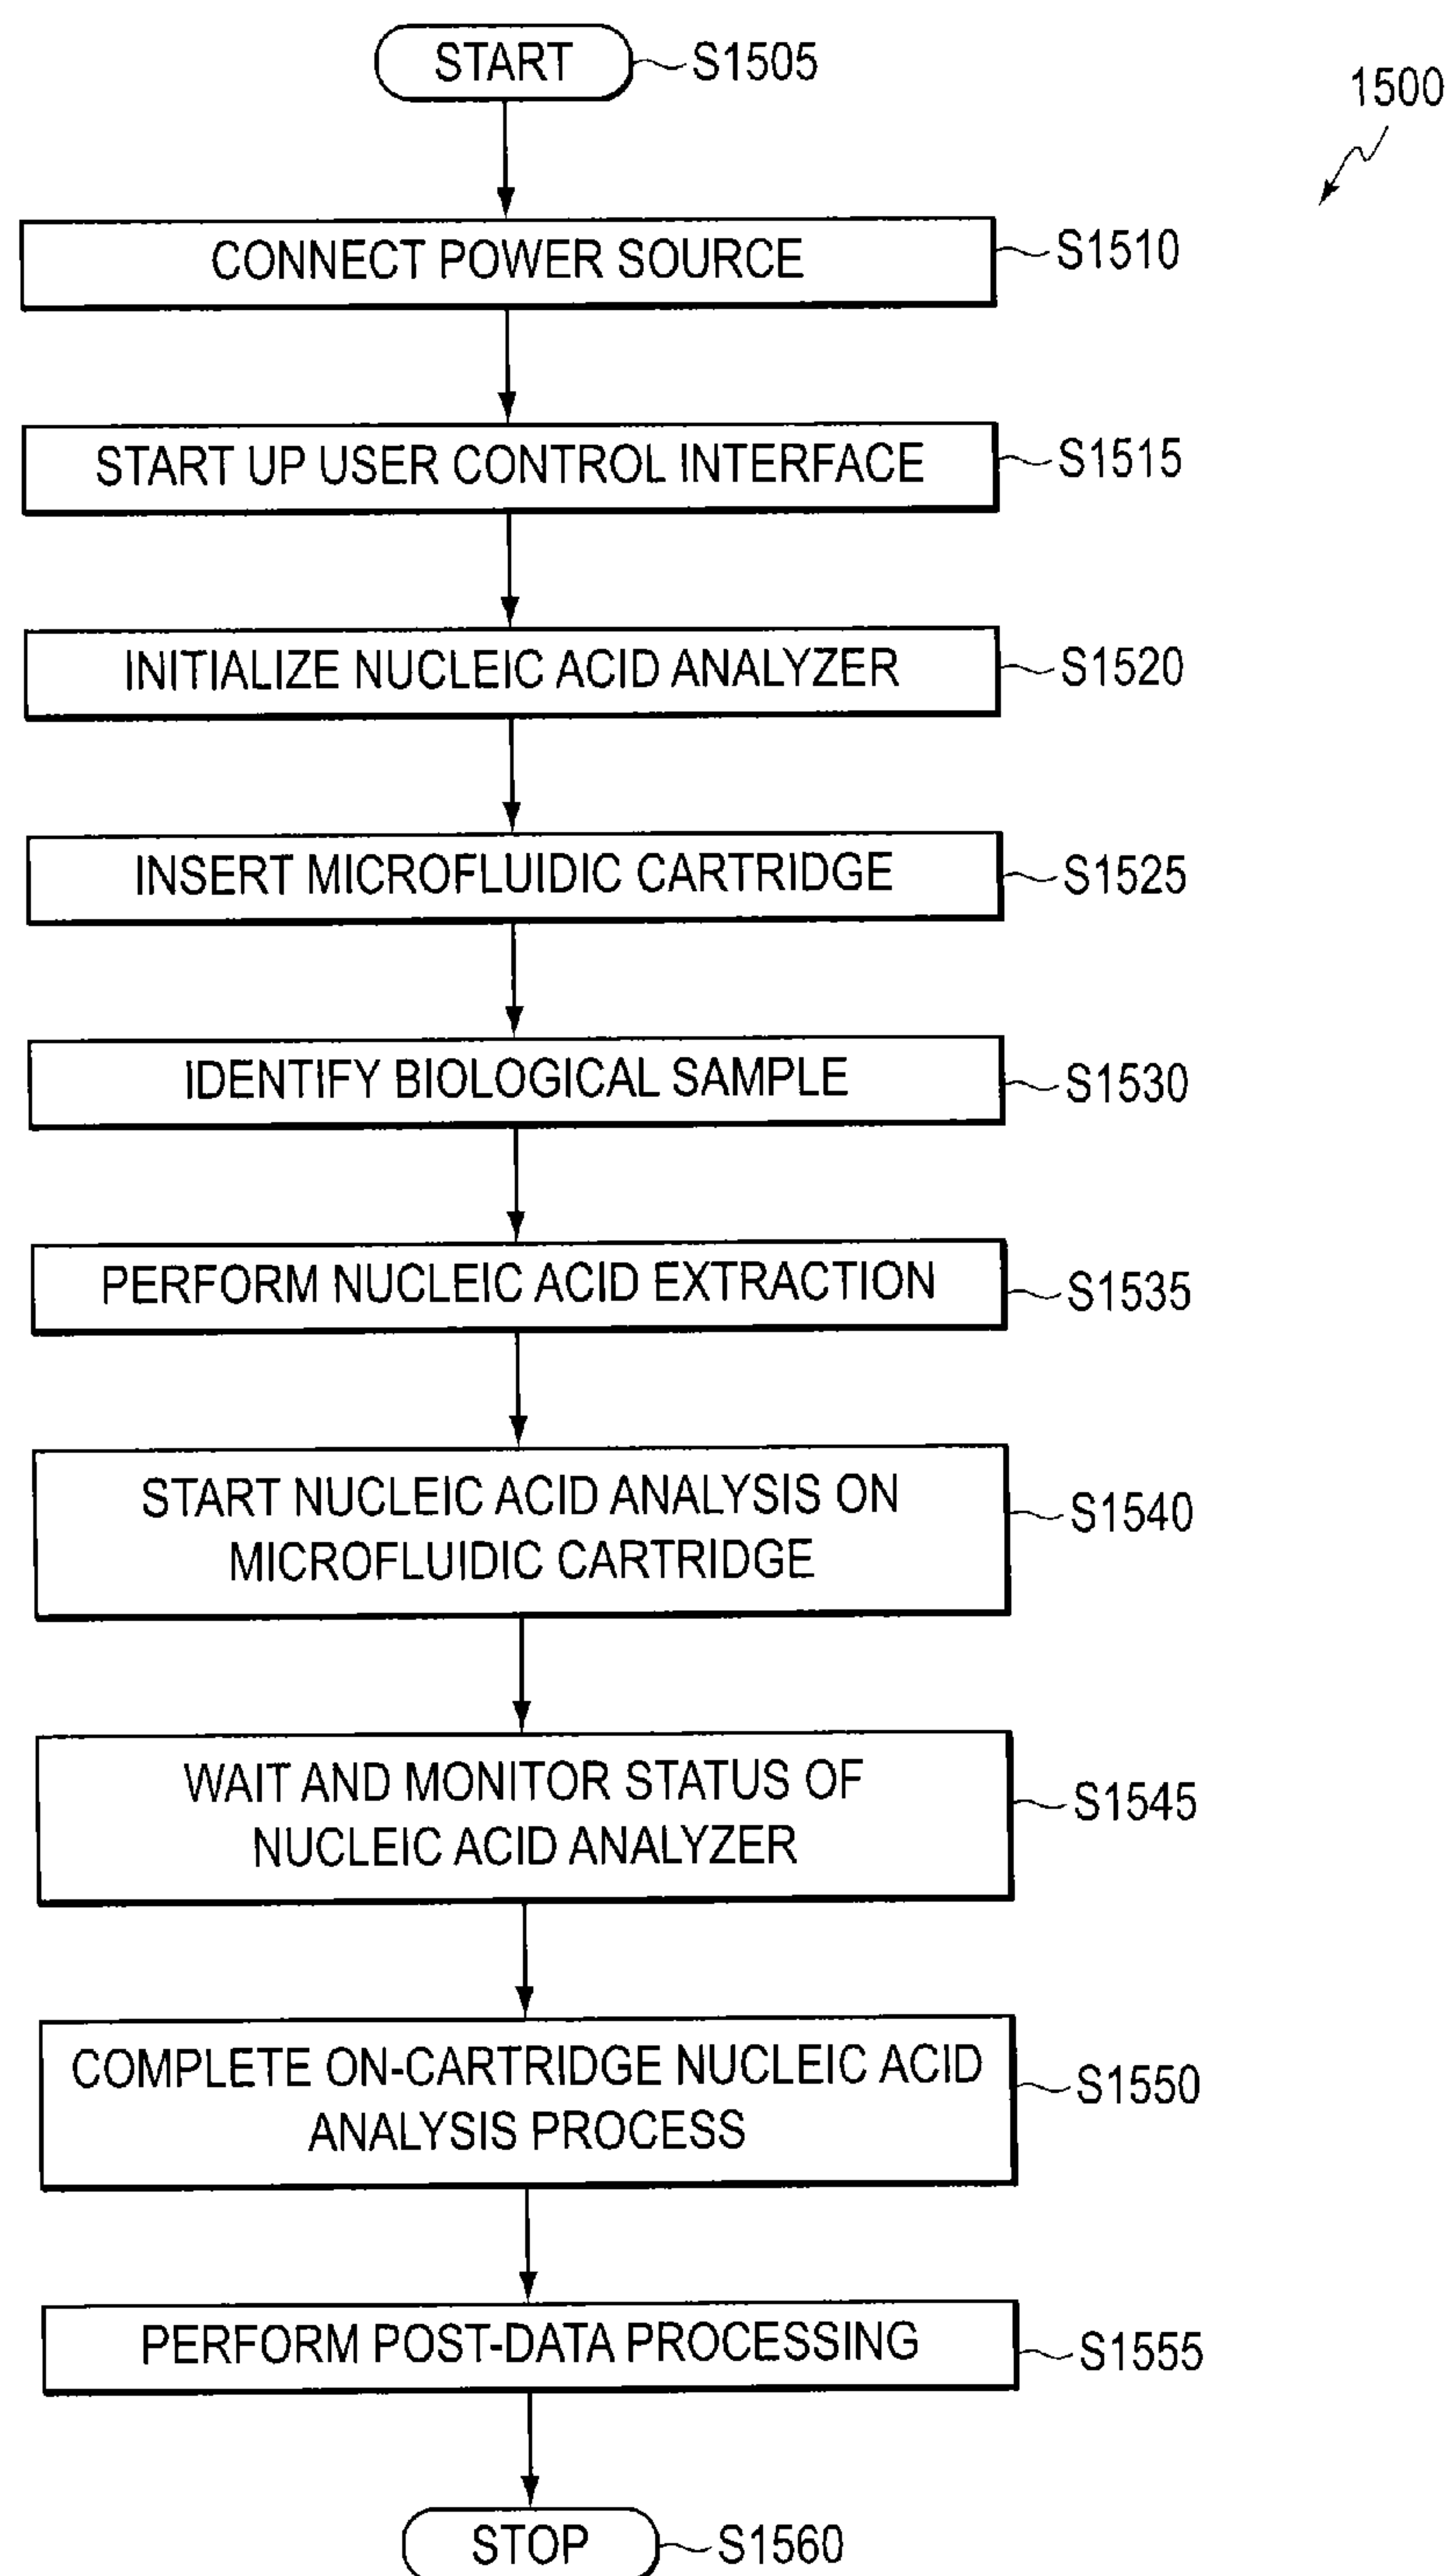 START
S1505
1500
CONNECT POWER SOURCE
S1510
START UP USER CONTROL INTERFACE
S1515
INITIALIZE NUCLEIC ACID ANALYZER
S1520
INSERT MICROFLUIDIC CARTRIDGE
S1525
IDENTIFY BIOLOGICAL SAMPLE
S1530
PERFORM NUCLEIC ACID EXTRACTION
S1535
START NUCLEIC ACID ANALYSIS ON
MICROFLUIDIC CARTRIDGE
S1540
WAIT AND MONITOR STATUS OF
NUCLEIC ACID ANALYZER
S1545
COMPLETE ON-CARTRIDGE NUCLEIC ACID
ANALYSIS PROCESS
S1550
PERFORM POST-DATA PROCESSING
S1555
STOP
S1560